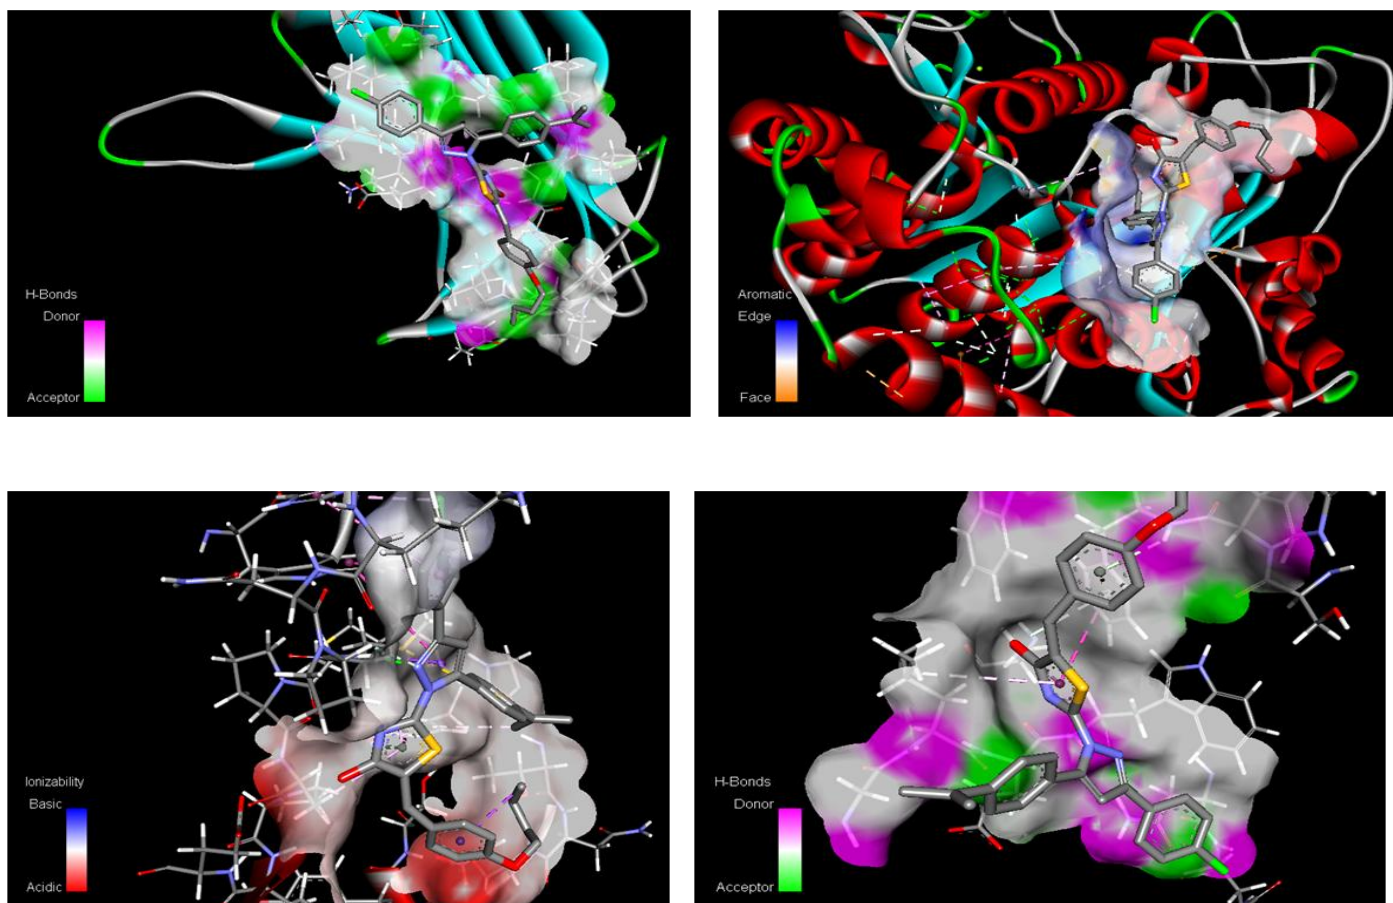 H-Bonds
Donor
Acceptor
Aromatic
Edge
Face
Ionizability
Basic
Acidic
H-Bonds
Donor
Acceptor